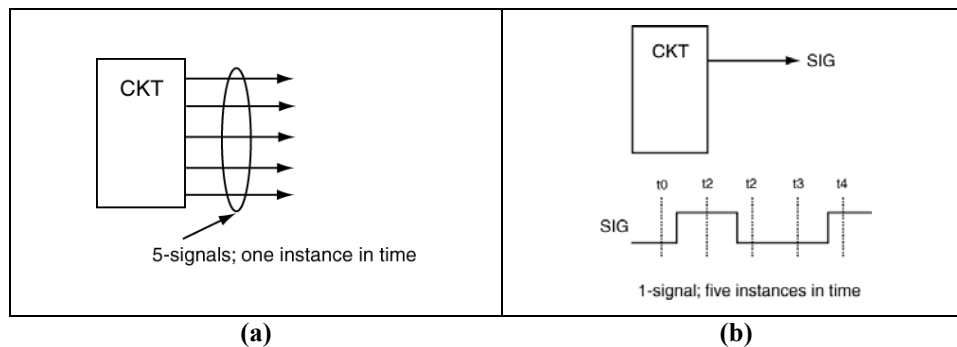 CKT
5-signals; one instance in time
(a)
CKT
SIG
t0 t2 t2 t3 t4
SIG
1-signal; five instances in time
(b)